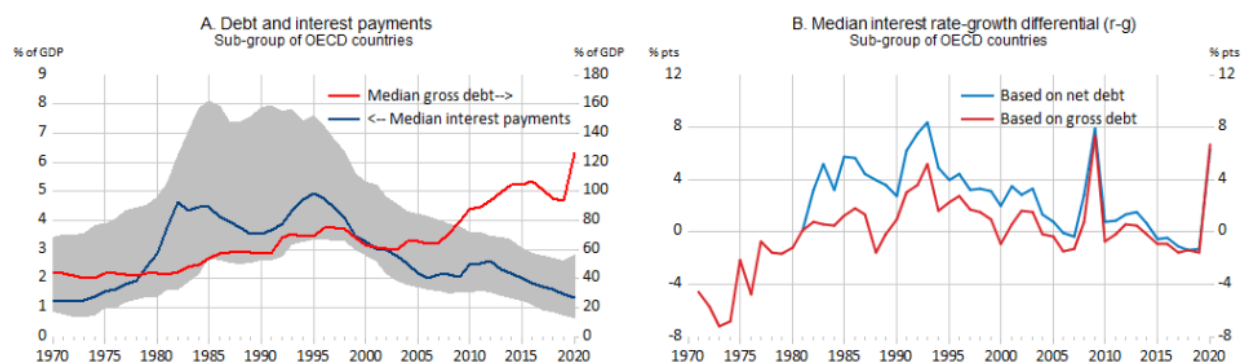 A. Debt and interest payments
Sub-group of OECD countries
% of GDP % of GDP
9 180
8 160
7 140
6 120
5 100
4 80
3 60
2 40
1 20
0 0
Median gross debt-->
<-- Median interest payments
1970 1975 1980 1985 1990 1995 2000 2005 2010 2015 2020
B. Median interest rate-growth differential (r-g)
Sub-group of OECD countries
% pts % pts
12 12
8 8
4 4
0 0
-4 -4
-8 -8
Based on net debt
Based on gross debt
1970 1975 1980 1985 1990 1995 2000 2005 2010 2015 2020